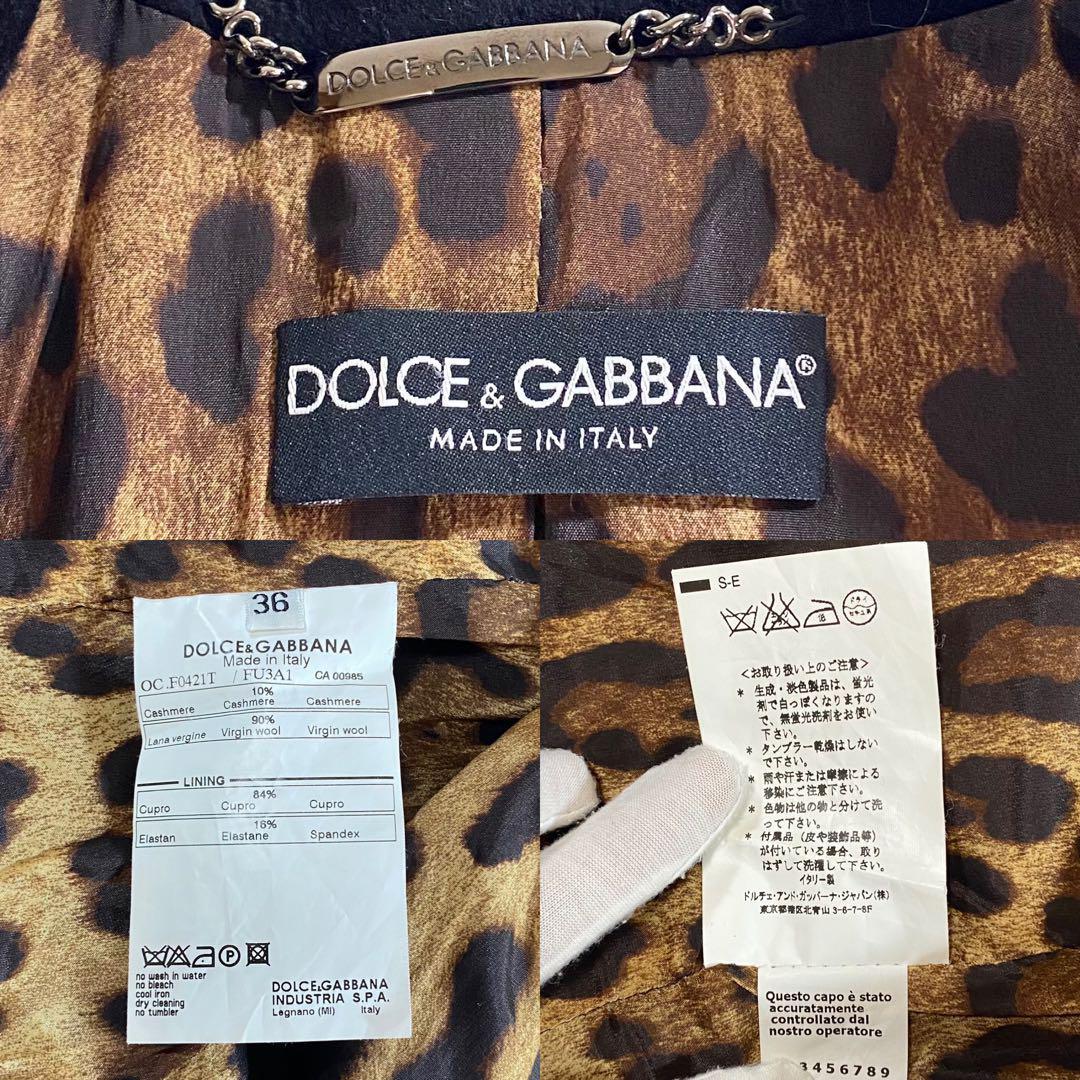 DOLCE & GABBANA
DOLCE & GABBANA®
MADE IN ITALY
36
DOLCE&GABBANA
Made in Italy
OC.F0421T / FU3A1 CA 00985
10%
Cashmere Cashmere Cashmere
90%
Lana vergine Virgin wool Virgin wool
LINING
84%
Cupro Cupro Cupro
16%
Elastan Elastane Spandex
A P
no wash in water
no bleach
cool iron
dry cleaning
no tumbler
DOLCE&GABBANA
INDUSTRIA S.P.A.
Legnano (MI) Italy
S-E
ドライ
セキユ系
<お取り扱い上のご注意>
* 生成・淡色製品は、蛍光
剤で白っぽくなりますの
で、無蛍光洗剤をお使い
下さい。
* タンブラー乾燥はしない
で下さい。
* 雨や汗または摩擦による
移染にご注意下さい。
* 色物は他の物と分けて洗
って下さい。
* 付属品(皮や装飾品等)
が付いている場合、取り
はずして洗濯して下さい。
イタリー製
ドルチェ・アンド・ガッバーナ・ジャパン(株)
東京都港区北青山3-6-7-8F
Questo capo è stato
accuratamente
controllato dal
nostro operatore
3456789